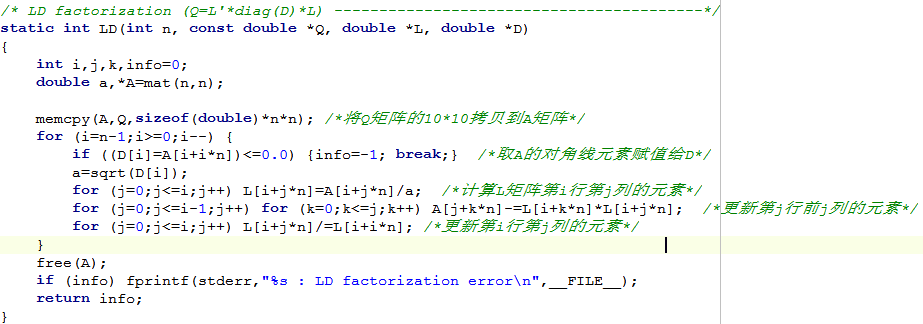 /* LD factorization (Q=L'*diag(D)*L) -----------------------------------------*/
static int LD(int n, const double *Q, double *L, double *D)
{
    int i,j,k,info=0;
    double a,*A=mat(n,n);
    memcpy(A,Q,sizeof(double)*n*n); /*将Q矩阵的10*10拷贝到A矩阵*/
    for (i=n-1;i>=0;i--) {
        if ((D[i]=A[i+i*n])<=0.0) {info=-1; break;}  /*取A的对角线元素赋值给D*/
        a=sqrt(D[i]);
        for (j=0;j<=i;j++) L[i+j*n]=A[i+j*n]/a;  /*计算L矩阵第i行第j列的元素*/
        for (j=0;j<=i-1;j++) for (k=0;k<=j;k++) A[j+k*n]-=L[i+k*n]*L[i+j*n];  /*更新第j行前j列的元素*/
        for (j=0;j<=i;j++) L[i+j*n]/=L[i+i*n]; /*更新第i行第j列的元素*/
    }
    free(A);
    if (info) fprintf(stderr,"%s : LD factorization error\n",__FILE__);
    return info;
}